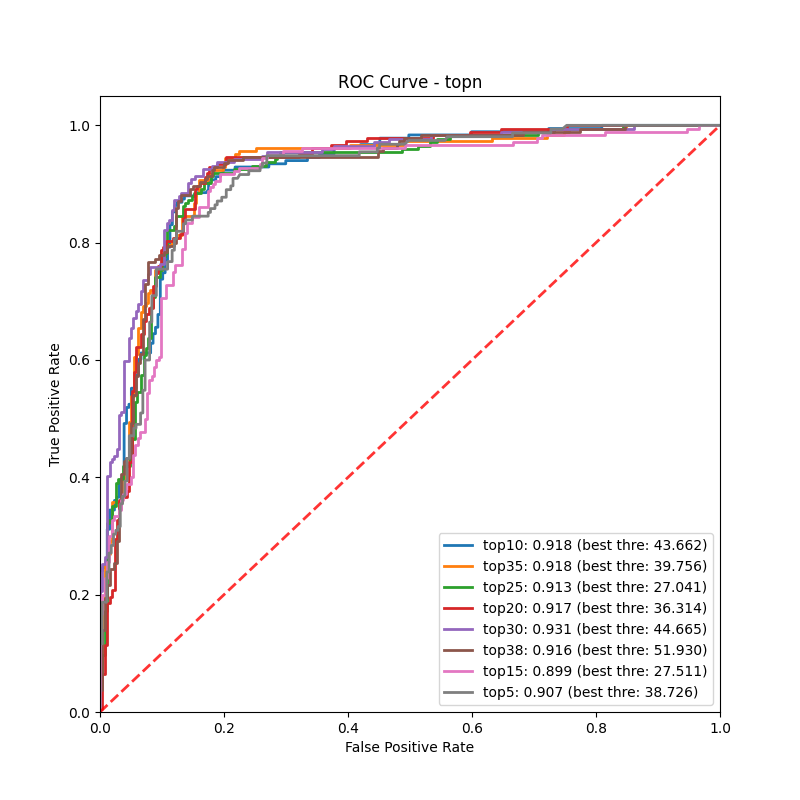 ROC Curve - topn
True Positive Rate
1.0
0.8
0.6
0.4
0.2
0.0
top10: 0.918 (best thre: 43.662)
top35: 0.918 (best thre: 39.756)
top25: 0.913 (best thre: 27.041)
top20: 0.917 (best thre: 36.314)
top30: 0.931 (best thre: 44.665)
top38: 0.916 (best thre: 51.930)
top15: 0.899 (best thre: 27.511)
top5: 0.907 (best thre: 38.726)
0.0 0.2 0.4 0.6 0.8 1.0
False Positive Rate